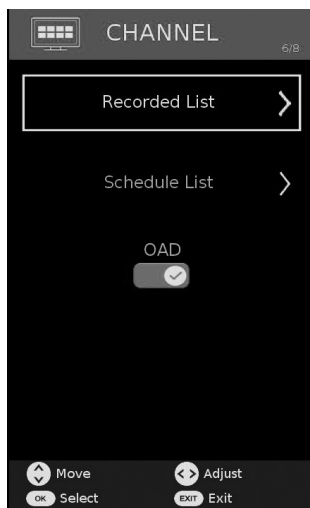 CHANNEL
6/8
Recorded List
Schedule List
OAD
Move
Adjust
OK Select
EXIT Exit